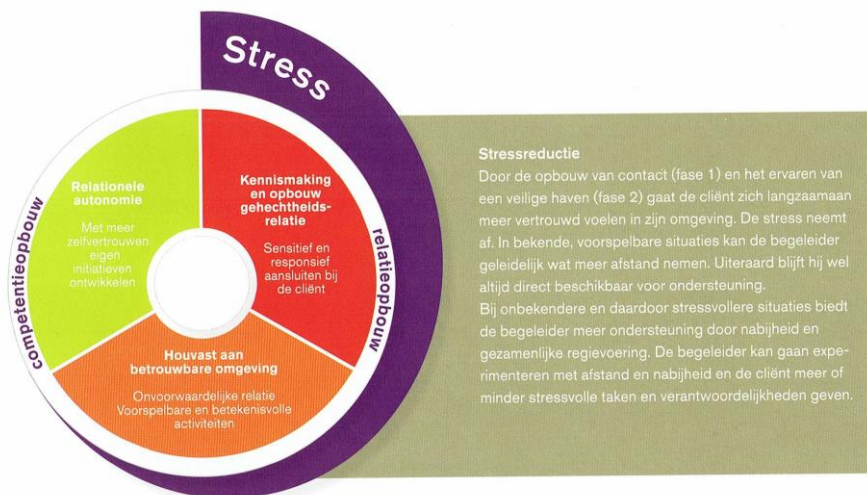 Stress
Relationele
autonomie
Met meer
zelfvertrouwen
eigen
initiatieven
ontwikkelen
Kennismaking
en opbouw
gehechtheids-
relatie
Sensitief en
responsief
aansluiten bij
de cliënt
Houvast aan
betrouwbare omgeving
Onvoorwaardelijke relatie
Voorspelbare en betekenisvolle
activiteiten
competentieopbouw
relatieopbouw
Stressreductie
Door de opbouw van contact (fase 1) en het ervaren van
een veilige haven (fase 2) gaat de cliënt zich langzaamaan
meer vertrouwd voelen in zijn omgeving. De stress neemt
af. In bekende, voorspelbare situaties kan de begeleider
geleidelijk wat meer afstand nemen. Uiteraard blijft hij wel
altijd direct beschikbaar voor ondersteuning.
Bij onbekendere en daardoor stressvollere situaties biedt
de begeleider meer ondersteuning door nabijheid en
gezamenlijke regievoering. De begeleider kan gaan expe-
rimenteren met afstand en nabijheid en de cliënt meer of
minder stressvolle taken en verantwoordelijkheden geven.